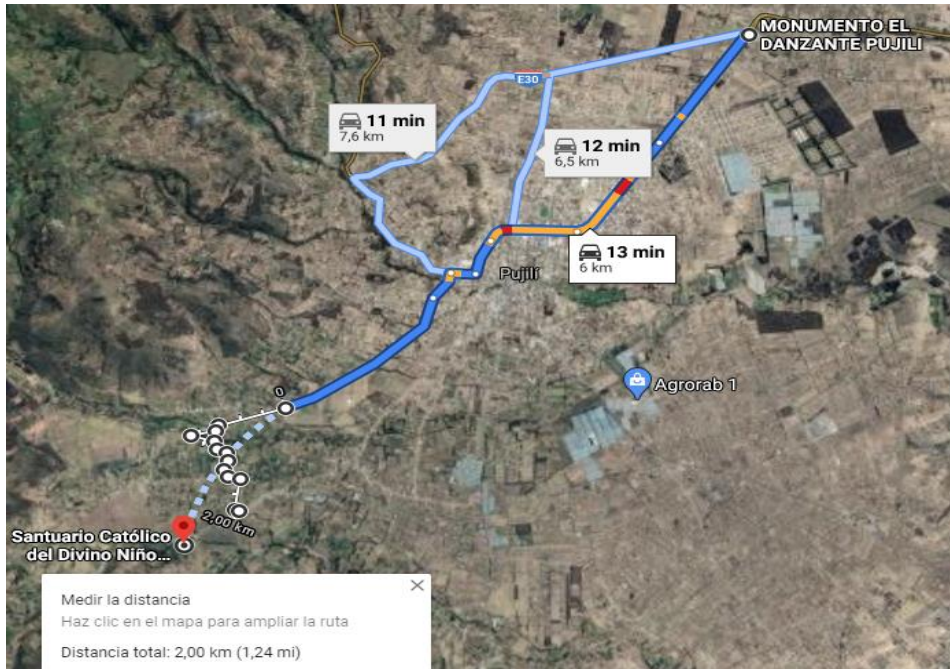 MONUMENTO EL
DANZANTE PUJILI
E30
11 min
7,6 km
12 min
6,5 km
13 min
6 km
Pujilí
Agrorab 1
0
2,00 km
Santuario Católico
del Divino Niño...
Medir la distancia
Haz clic en el mapa para ampliar la ruta
Distancia total: 2,00 km (1,24 mi)